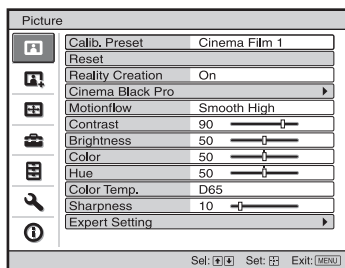 Picture
Calib. Preset Cinema Film 1
Reset
Reality Creation On
Cinema Black Pro
Motionflow Smooth High
Contrast 90
Brightness 50
Color 50
Hue 50
Color Temp. D65
Sharpness 10
Expert Setting
Sel: Set: Exit: MENU